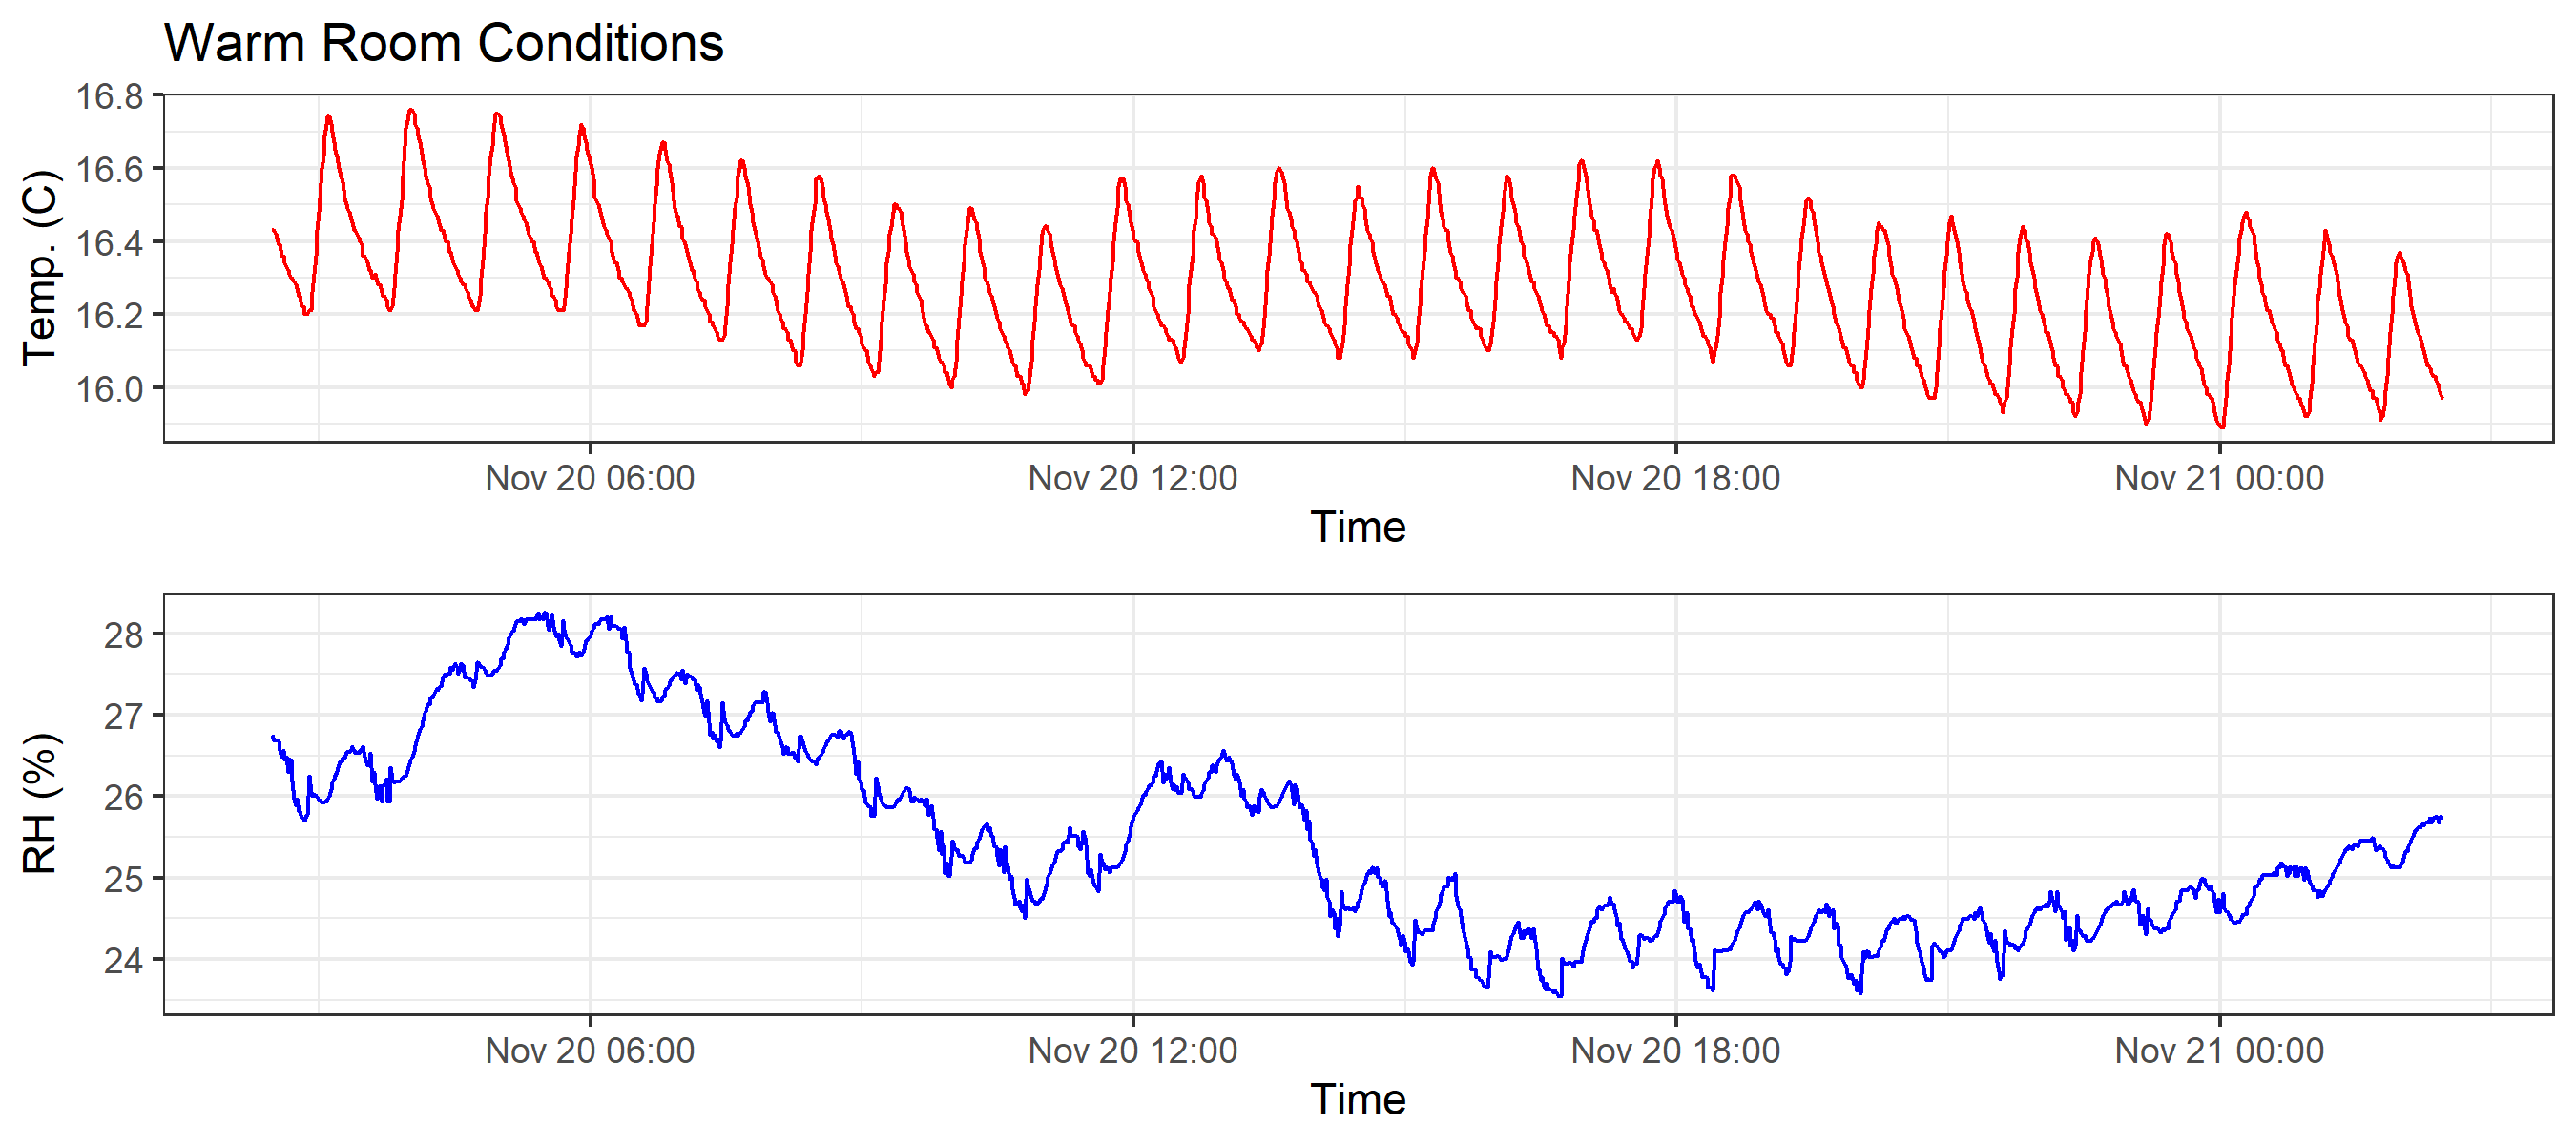 Warm Room Conditions
Temp. (C)
16.8
16.6
16.4
16.2
16.0
Nov 20 06:00 Nov 20 12:00 Nov 20 18:00 Nov 21 00:00
Time
RH (%)
28
27
26
25
24
Nov 20 06:00 Nov 20 12:00 Nov 20 18:00 Nov 21 00:00
Time